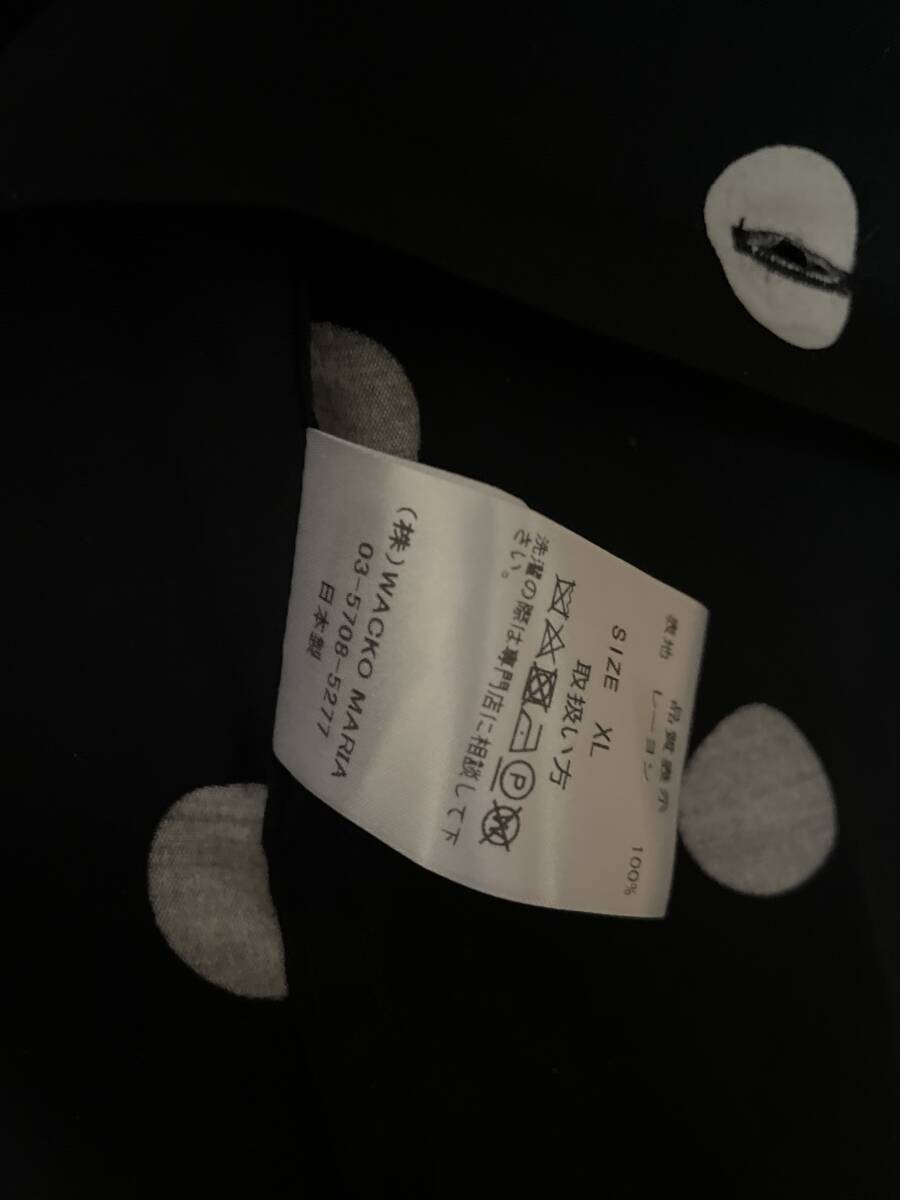 品質表示
表地 レーヨン 100%
SIZE XL
取扱い方
P
洗濯の際は専門店に相談して下
さい。
(株)WACKO MARIA
03-5708-5277
日本製